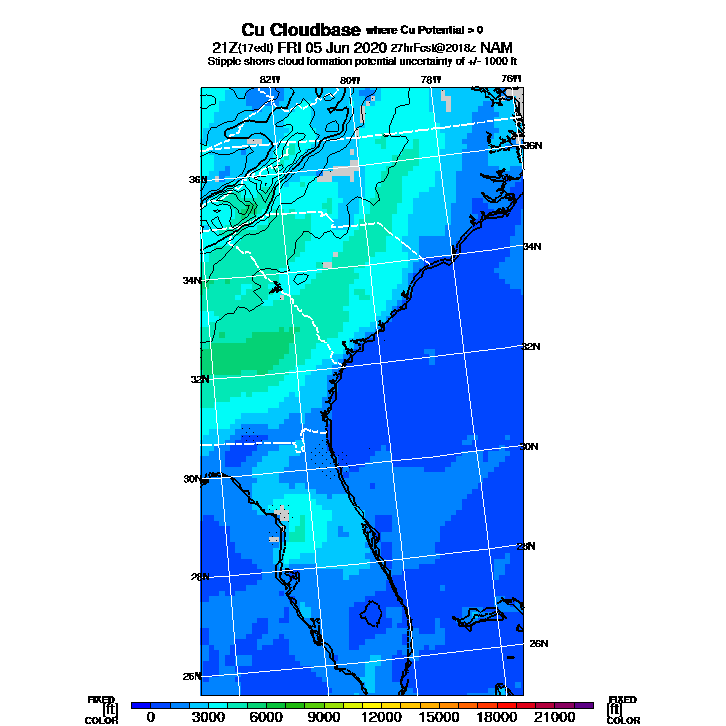 Cu Cloudbase where Cu Potential > 0
21Z(17edt) FRI 05 Jun 2020 27hrFcst@2018z NAM
Stipple shows cloud formation potential uncertainty of +/- 1000 ft
82W 80W 78W 76W
36N
36N
34N
34N
32N
32N
30N
30N
28N
28N
26N
26N
FIXED FIXED
[ft] [ft]
COLOR COLOR
0 3000 6000 9000 12000 15000 18000 21000